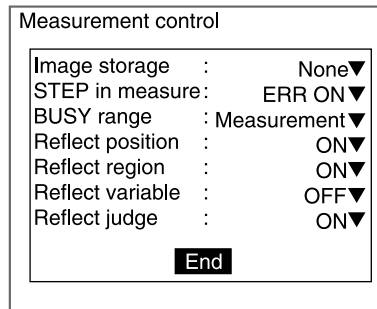 Measurement control
Image storage : None▼
STEP in measure: ERR ON▼
BUSY range : Measurement▼
Reflect position : ON▼
Reflect region : ON▼
Reflect variable : OFF▼
Reflect judge : ON▼
End